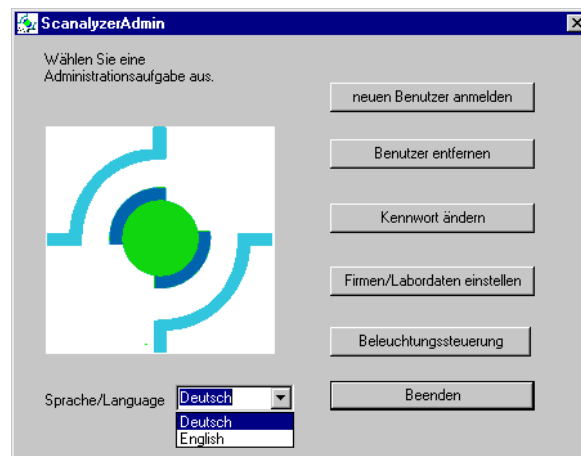 ScanalyzerAdmin
Wählen Sie eine
Administrationsaufgabe aus.
neuen Benutzer anmelden
Benutzer entfernen
Kennwort ändern
Firmen/Labordaten einstellen
Beleuchtungssteuerung
Sprache/Language
Deutsch
Deutsch
English
Beenden